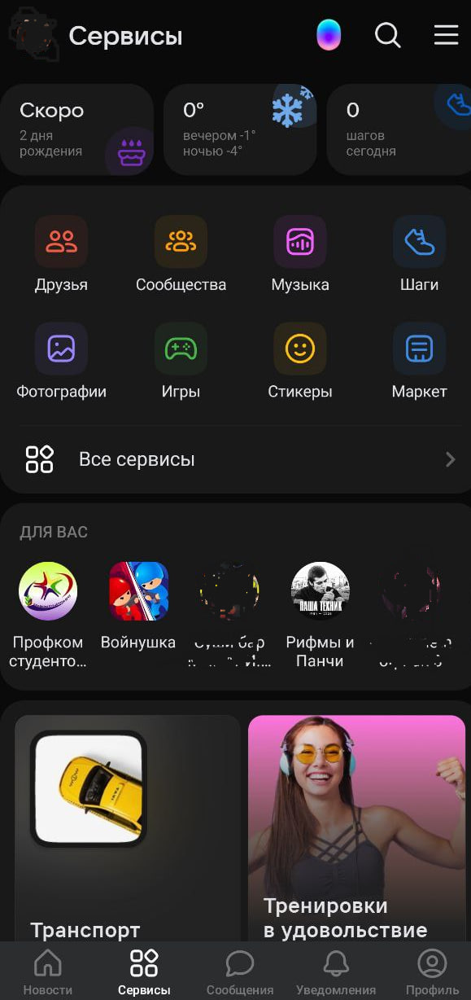 Сервисы
Скоро
2 дня
рождения
0°
вечером -1°
ночью -4°
0
шагов
сегодня
Друзья
Сообщества
Музыка
Шаги
Фотографии
Игры
Стикеры
Маркет
Все сервисы
ДЛЯ ВАС
ПАША ТЕХНИК
Профком
студенто...
Войнушка
бар
Рифмы и
Панчи
TAXI
Транспорт
Тренировки
в удовольствие
Новости
Сервисы
Сообщения
Уведомления
Профиль